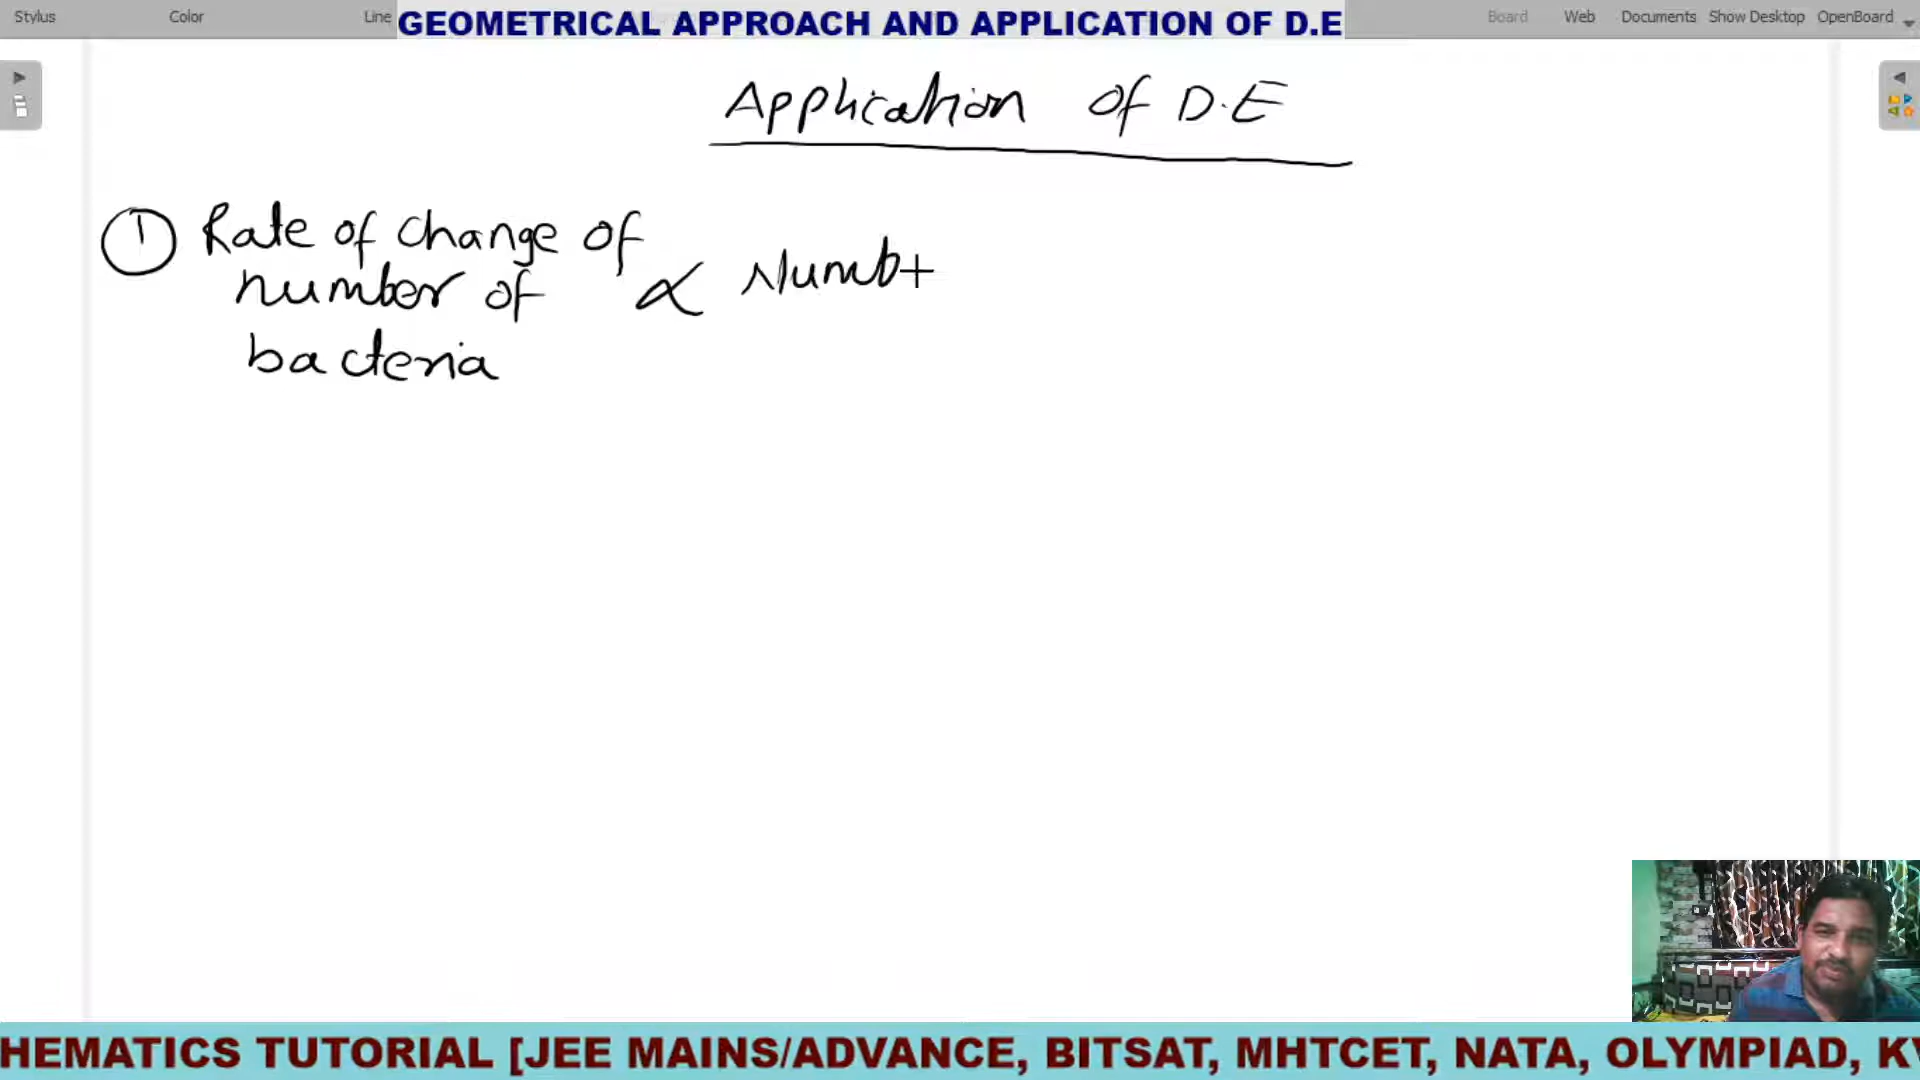 Stylus Color Line GEOMETRICAL APPROACH AND APPLICATION OF D.E Board Web Documents Show Desktop OpenBoard
Application of D.E
① Rate of change of
number of ∝ Numb
bacteria
HEMATICS TUTORIAL [JEE MAINS/ADVANCE, BITSAT, MHTCET, NATA, OLYMPIAD, KV